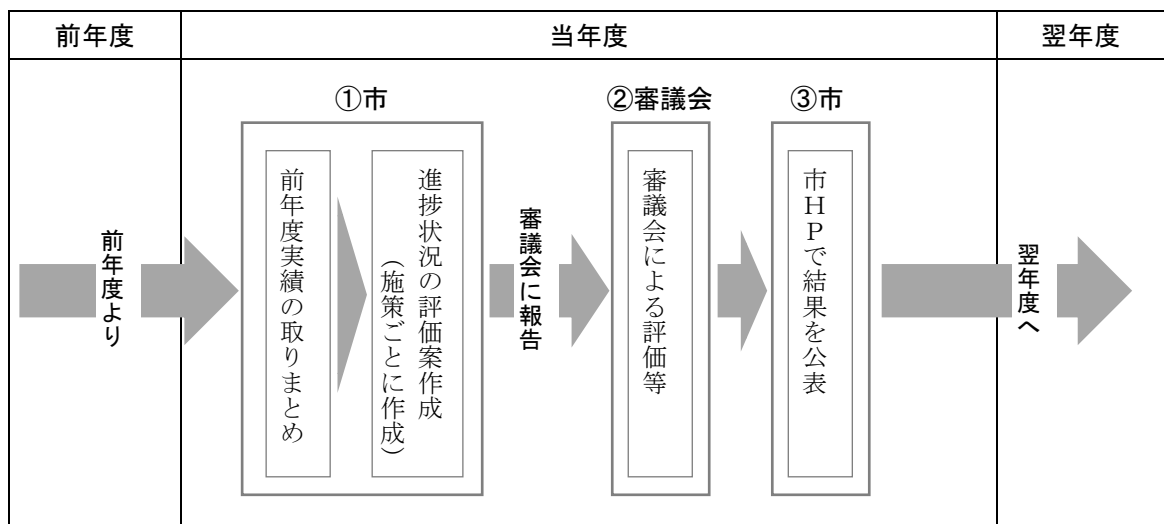 前年度
当年度
翌年度
前年度より
①市
前年度実績の取りまとめ
進捗状況の評価案作成
（施策ごとに作成）
審議会に報告
②審議会
審議会による評価等
③市
市ＨＰで結果を公表
翌年度へ